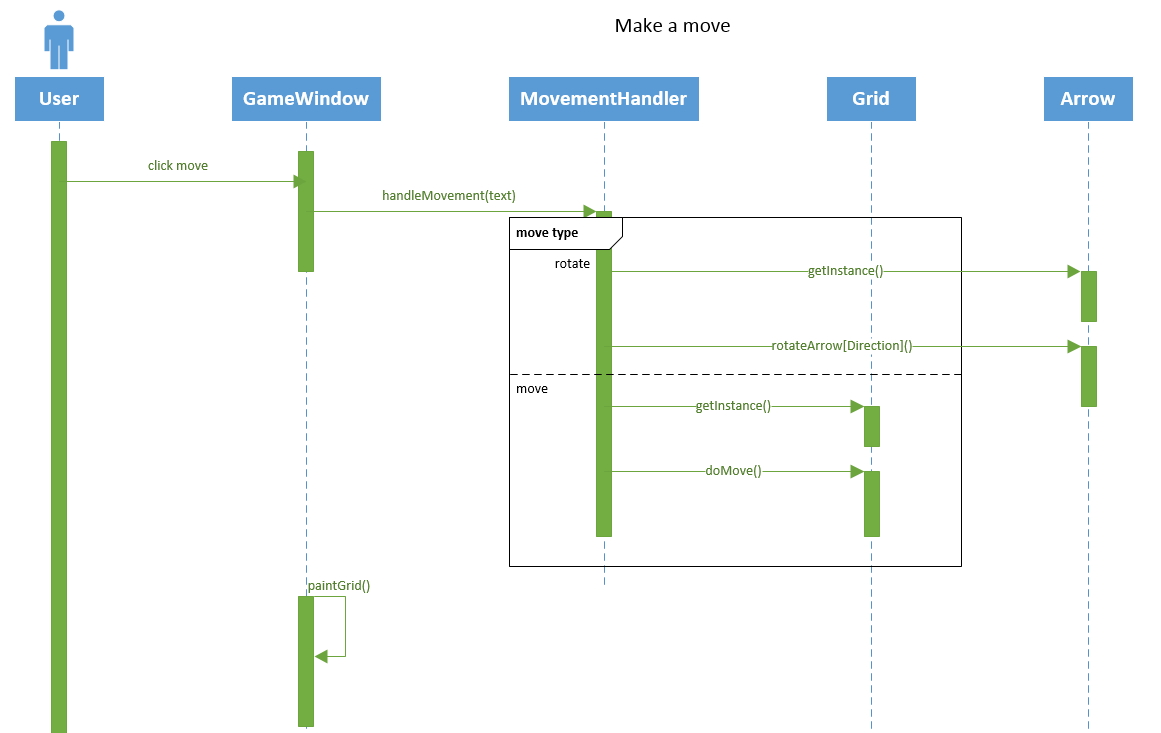 Make a move
User
GameWindow
MovementHandler
Grid
Arrow
click move
handleMovement(text)
move type
rotate
getInstance()
rotateArrow[Direction]()
move
getInstance()
doMove()
paintGrid()